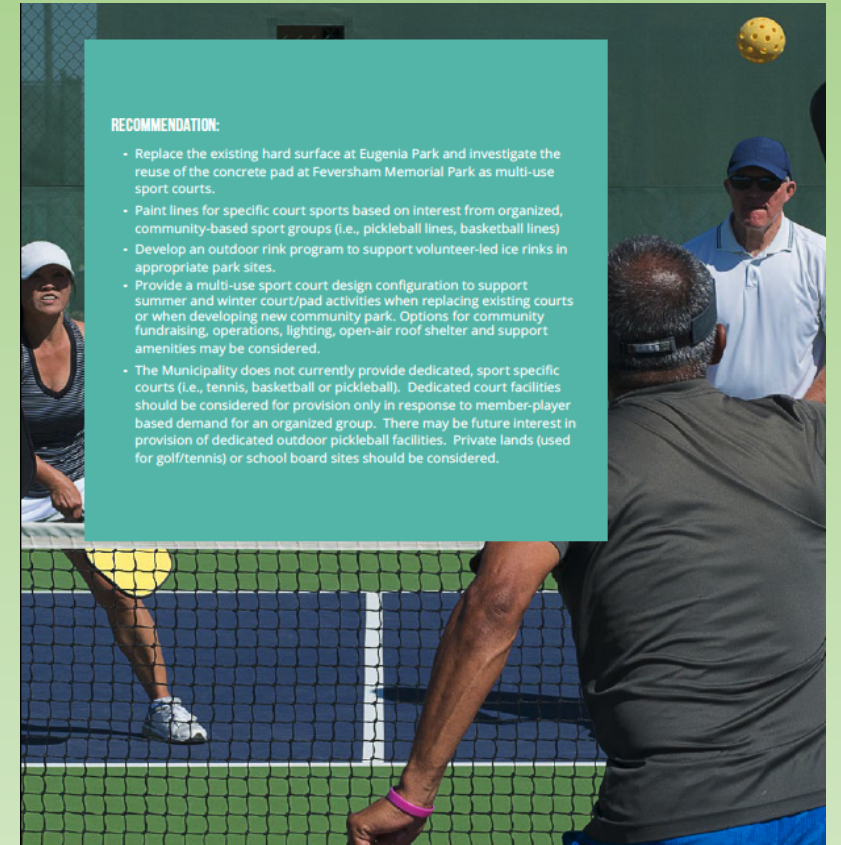 RECOMMENDATION:
- Replace the existing hard surface at Eugenia Park and investigate the
reuse of the concrete pad at Feversham Memorial Park as multi-use
sport courts.
- Paint lines for specific court sports based on interest from organized,
community-based sport groups (i.e., pickleball lines, basketball lines)
- Develop an outdoor rink program to support volunteer-led ice rinks in
appropriate park sites.
- Provide a multi-use sport court design configuration to support
summer and winter court/pad activities when replacing existing courts
or when developing new community park. Options for community
fundraising, operations, lighting, open-air roof shelter and support
amenities may be considered.
- The Municipality does not currently provide dedicated, sport specific
courts (i.e., tennis, basketball or pickleball). Dedicated court facilities
should be considered for provision only in response to member-player
based demand for an organized group. There may be future interest in
provision of dedicated outdoor pickleball facilities. Private lands (used
for golf/tennis) or school board sites should be considered.